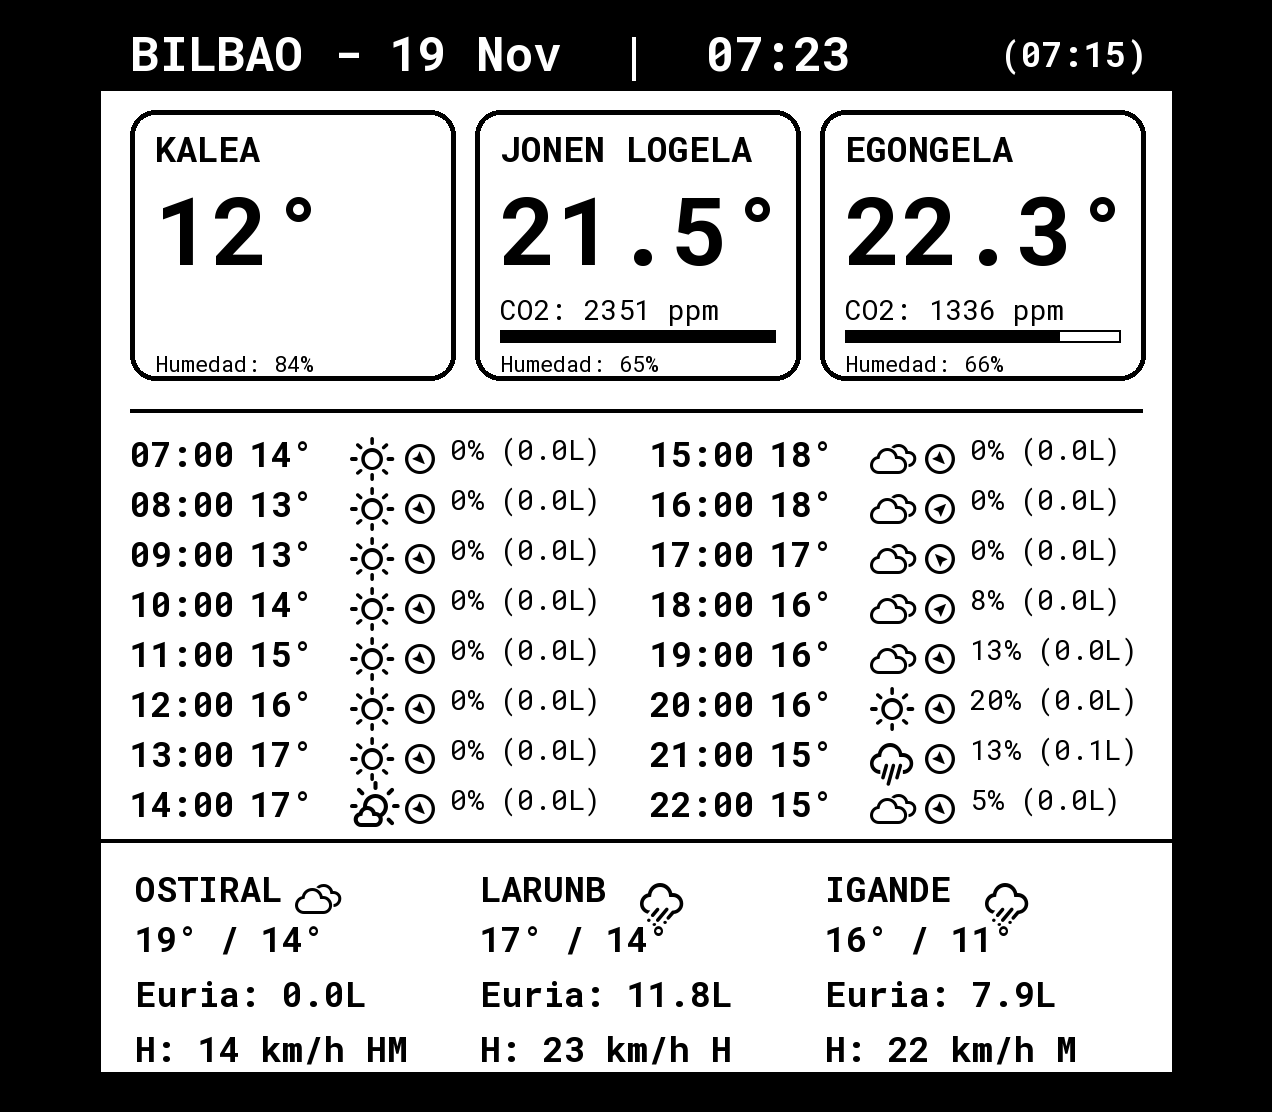 BILBAO - 19 Nov | 07:23 (07:15)
KALEA
12°
Humedad: 84%
JONEN LOGELA
21.5°
CO2: 2351 ppm
Humedad: 65%
EGONGELA
22.3°
CO2: 1336 ppm
Humedad: 66%
07:00 14° 0% (0.0L)
08:00 13° 0% (0.0L)
09:00 13° 0% (0.0L)
10:00 14° 0% (0.0L)
11:00 15° 0% (0.0L)
12:00 16° 0% (0.0L)
13:00 17° 0% (0.0L)
14:00 17° 0% (0.0L)
15:00 18° 0% (0.0L)
16:00 18° 0% (0.0L)
17:00 17° 0% (0.0L)
18:00 16° 8% (0.0L)
19:00 16° 13% (0.0L)
20:00 16° 20% (0.0L)
21:00 15° 13% (0.1L)
22:00 15° 5% (0.0L)
OSTIRAL
19° / 14°
Euria: 0.0L
H: 14 km/h HM
LARUNB
17° / 14°
Euria: 11.8L
H: 23 km/h H
IGANDE
16° / 11°
Euria: 7.9L
H: 22 km/h M